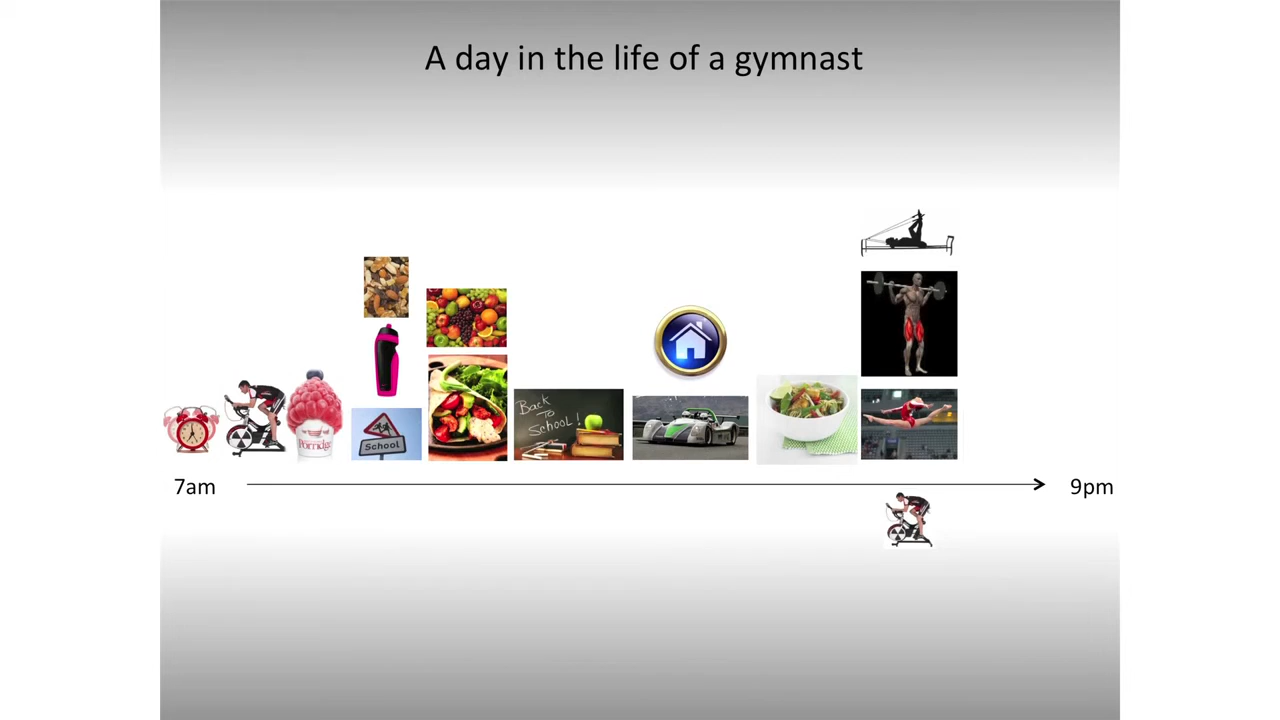 A day in the life of a gymnast
Back
To
School!
Porridge
School
7am
9pm